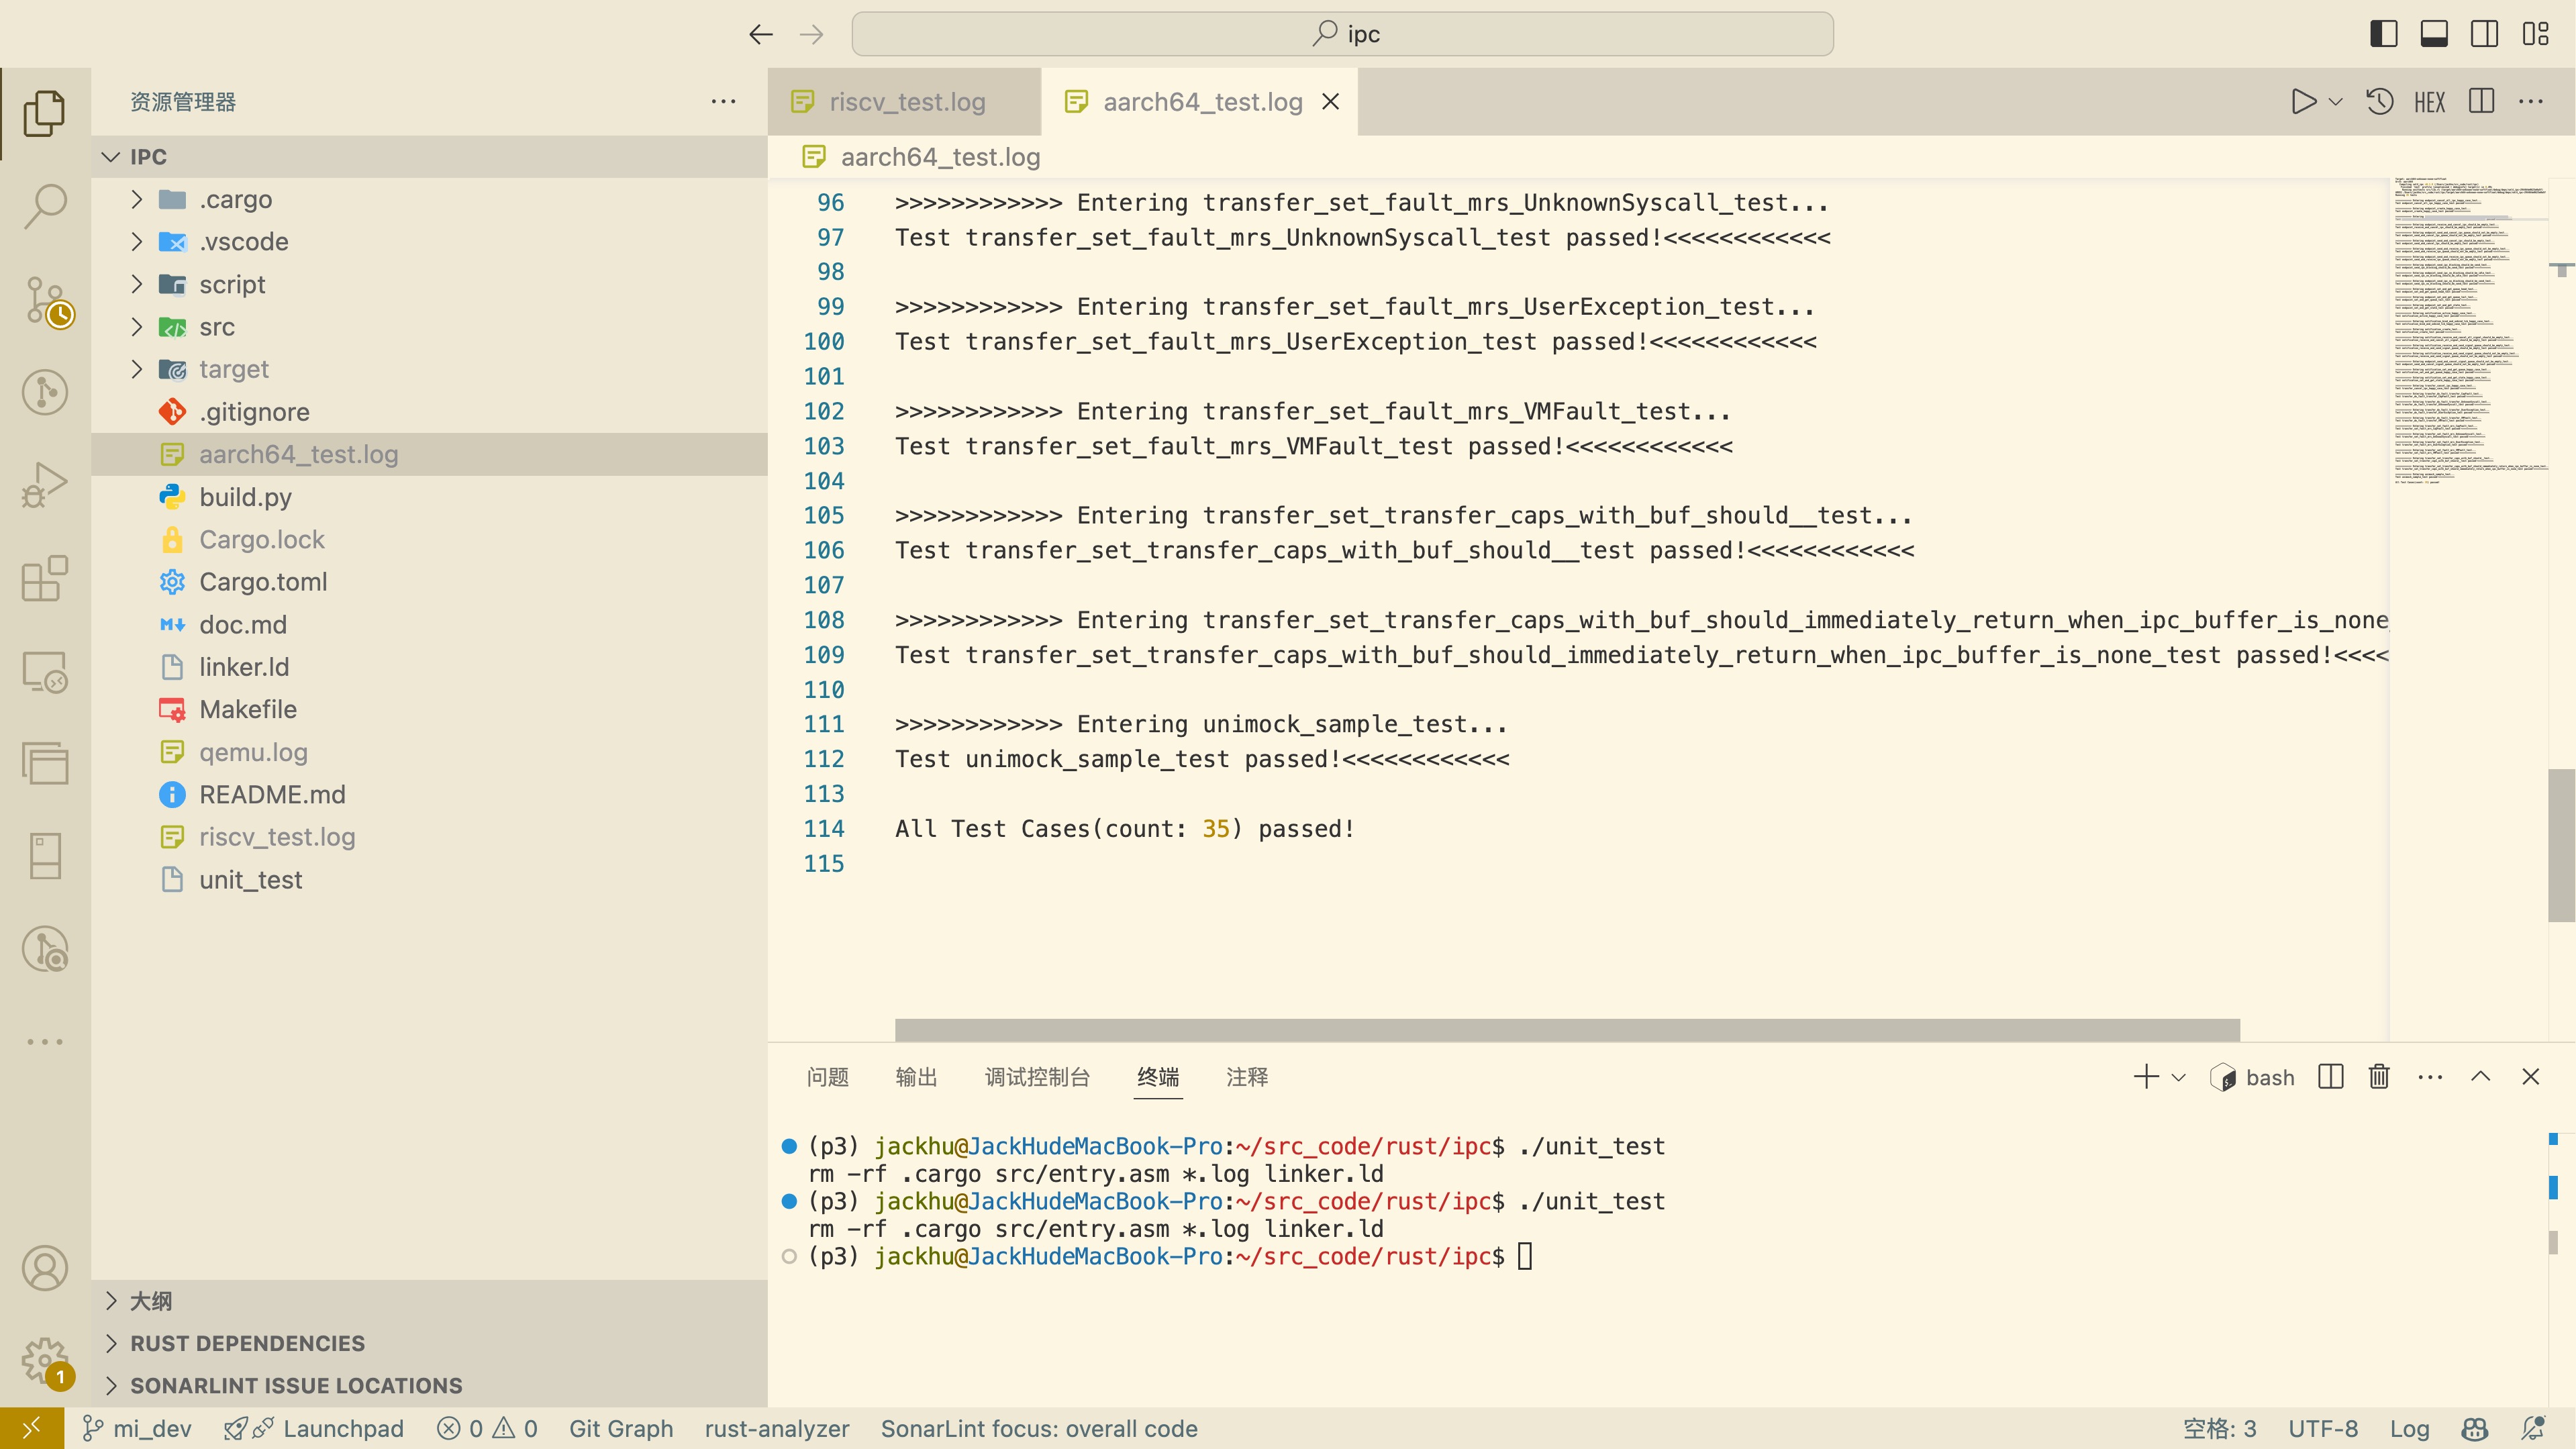 ipc
资源管理器
riscv_test.log
aarch64_test.log
HEX
IPC
aarch64_test.log
.cargo
.vscode
script
src
target
.gitignore
aarch64_test.log
build.py
Cargo.lock
Cargo.toml
doc.md
linker.ld
Makefile
qemu.log
README.md
riscv_test.log
unit_test
大纲
RUST DEPENDENCIES
SONARLINT ISSUE LOCATIONS
96 >>>>>>>>>>>> Entering transfer_set_fault_mrs_UnknownSyscall_test...
97 Test transfer_set_fault_mrs_UnknownSyscall_test passed!<<<<<<<<<<<<
98
99 >>>>>>>>>>>> Entering transfer_set_fault_mrs_UserException_test...
100 Test transfer_set_fault_mrs_UserException_test passed!<<<<<<<<<<<<
101
102 >>>>>>>>>>>> Entering transfer_set_fault_mrs_VMFault_test...
103 Test transfer_set_fault_mrs_VMFault_test passed!<<<<<<<<<<<<
104
105 >>>>>>>>>>>> Entering transfer_set_transfer_caps_with_buf_should__test...
106 Test transfer_set_transfer_caps_with_buf_should__test passed!<<<<<<<<<<<<
107
108 >>>>>>>>>>>> Entering transfer_set_transfer_caps_with_buf_should_immediately_return_when_ipc_buffer_is_none_
109 Test transfer_set_transfer_caps_with_buf_should_immediately_return_when_ipc_buffer_is_none_test passed!<<<<
110
111 >>>>>>>>>>>> Entering unimock_sample_test...
112 Test unimock_sample_test passed!<<<<<<<<<<<<
113
114 All Test Cases(count: 35) passed!
115
问题 输出 调试控制台 终端 注释
bash
(p3) jackhu@JackHudeMacBook-Pro:~/src_code/rust/ipc$ ./unit_test
rm -rf .cargo src/entry.asm *.log linker.ld
(p3) jackhu@JackHudeMacBook-Pro:~/src_code/rust/ipc$ ./unit_test
rm -rf .cargo src/entry.asm *.log linker.ld
(p3) jackhu@JackHudeMacBook-Pro:~/src_code/rust/ipc$
1
mi_dev Launchpad 0 0 Git Graph rust-analyzer SonarLint focus: overall code 空格: 3 UTF-8 Log